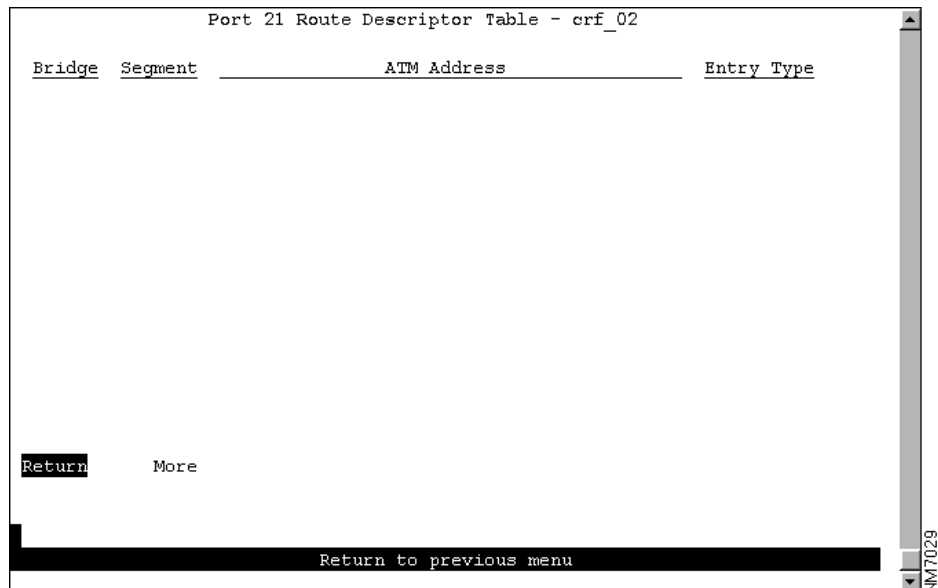 Port 21 Route Descriptor Table - crf_02
Bridge Segment ATM Address Entry Type
Return More
Return to previous menu
NM7029